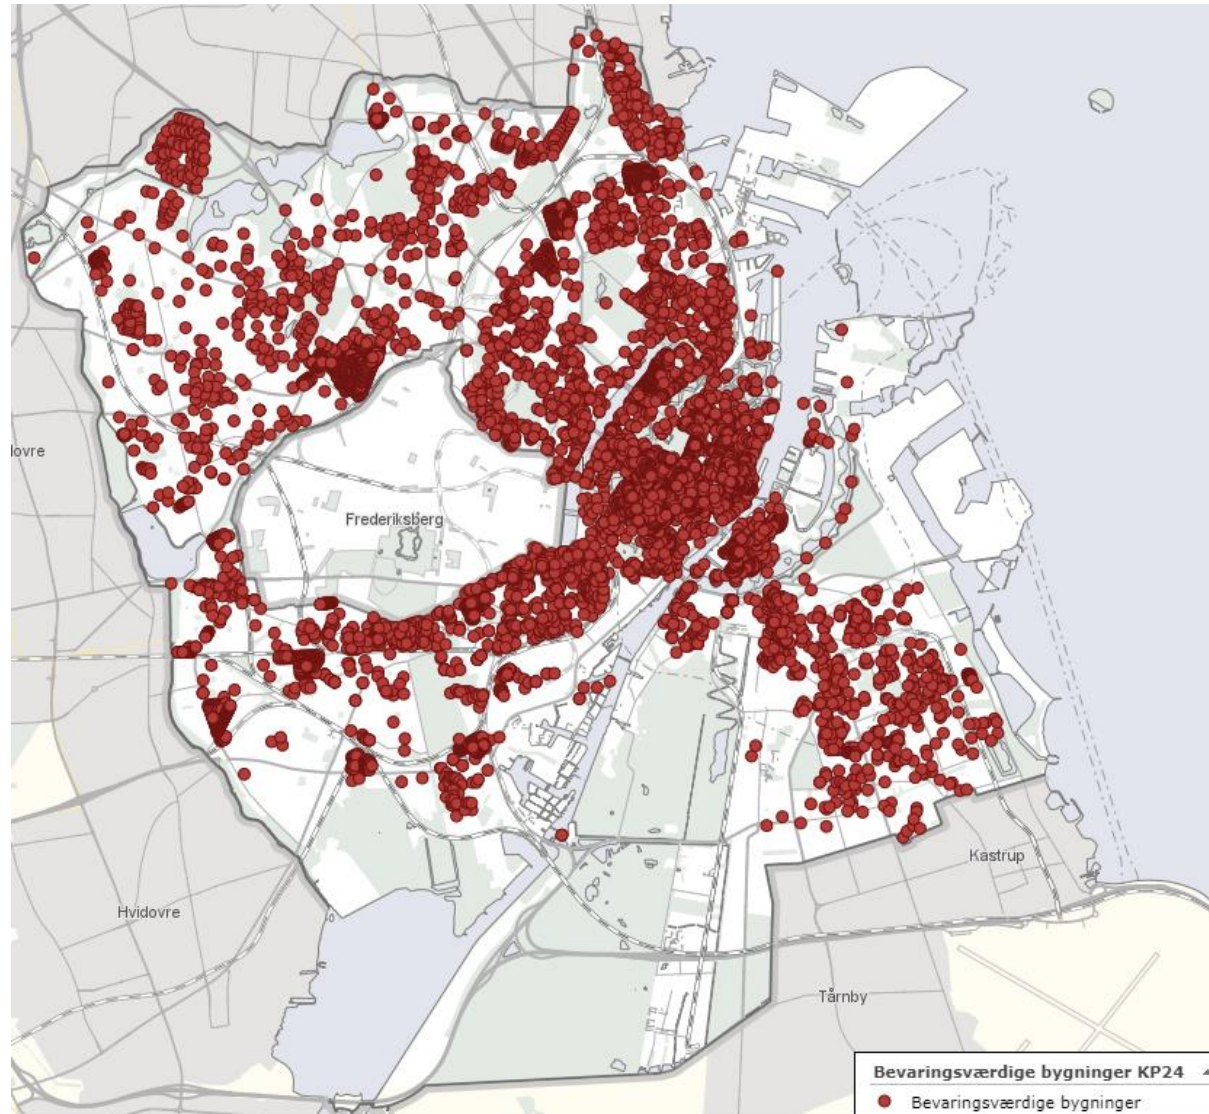 lovre
Frederiksberg
Kastrup
Hvidovre
Tårnby
Bevaringsværdige bygninger KP24
Bevaringsværdige bygninger